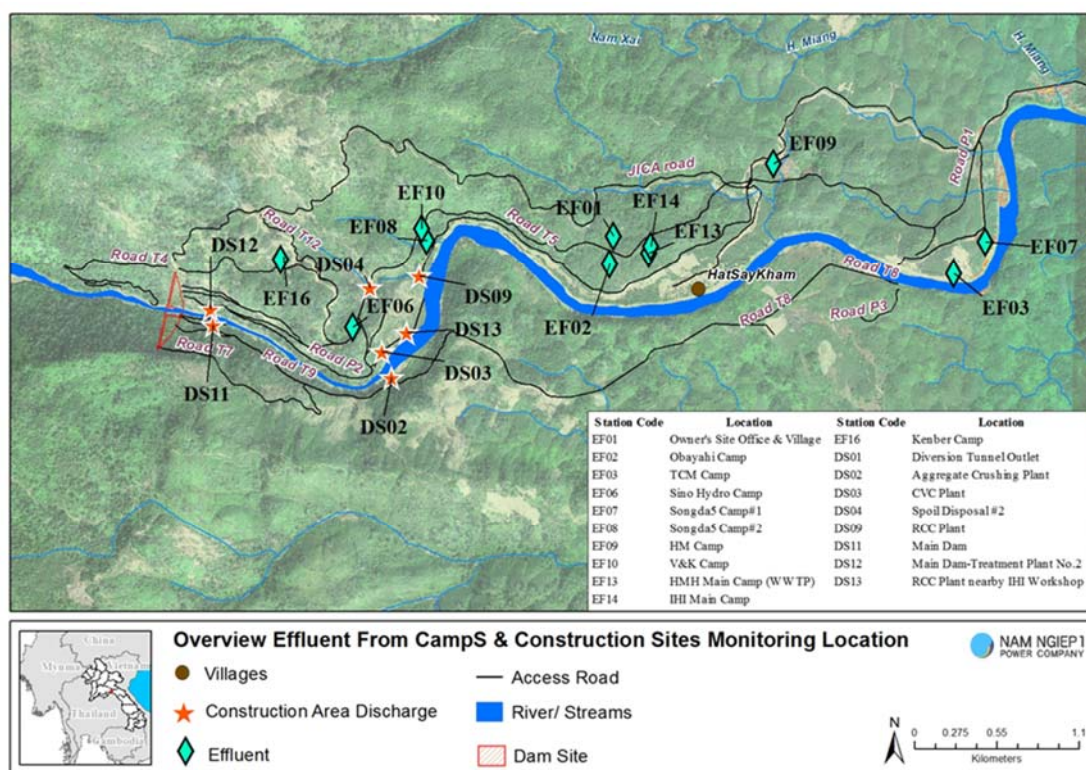 Nam Xai
H. Miang
H. Miang
EF09
JICA road
Road P1
EF10
EF14
EF01
EF08
Road T5
EF13
Road T12
DS12
DS04
EF07
Road T4
HatSayKham
Road T8
EF16
EF06
DS09
EF03
EF02
Road T8
Road P3
DS13
Road P2
Road T7
Road T9
DS03
DS11
DS02
Station Code Location Station Code Location
EF01 Owner's Site Office & Village EF16 Kenber Camp
EF02 Obayahi Camp DS01 Diversion Tunnel Outlet
EF03 TCM Camp DS02 Aggregate Crushing Plant
EF06 Sino Hydro Camp DS03 CVC Plant
EF07 Songda5 Camp#1 DS04 Spoil Disposal #2
EF08 Songda5 Camp#2 DS09 RCC Plant
EF09 HM Camp DS11 Main Dam
EF10 V&K Camp DS12 Main Dam-Treatment Plant No.2
EF13 HMH Main Camp (WWTP) DS13 RCC Plant nearby IHI Workshop
EF14 IHI Main Camp
Overview Effluent From CampS & Construction Sites Monitoring Location
NAM NGIEP1
POWER COMPANY
China
Vietnam
Thailand
Cambodia
Villages
Access Road
Construction Area Discharge
River/ Streams
Effluent
Dam Site
N
0 0.275 0.55 1.1
Kilometers